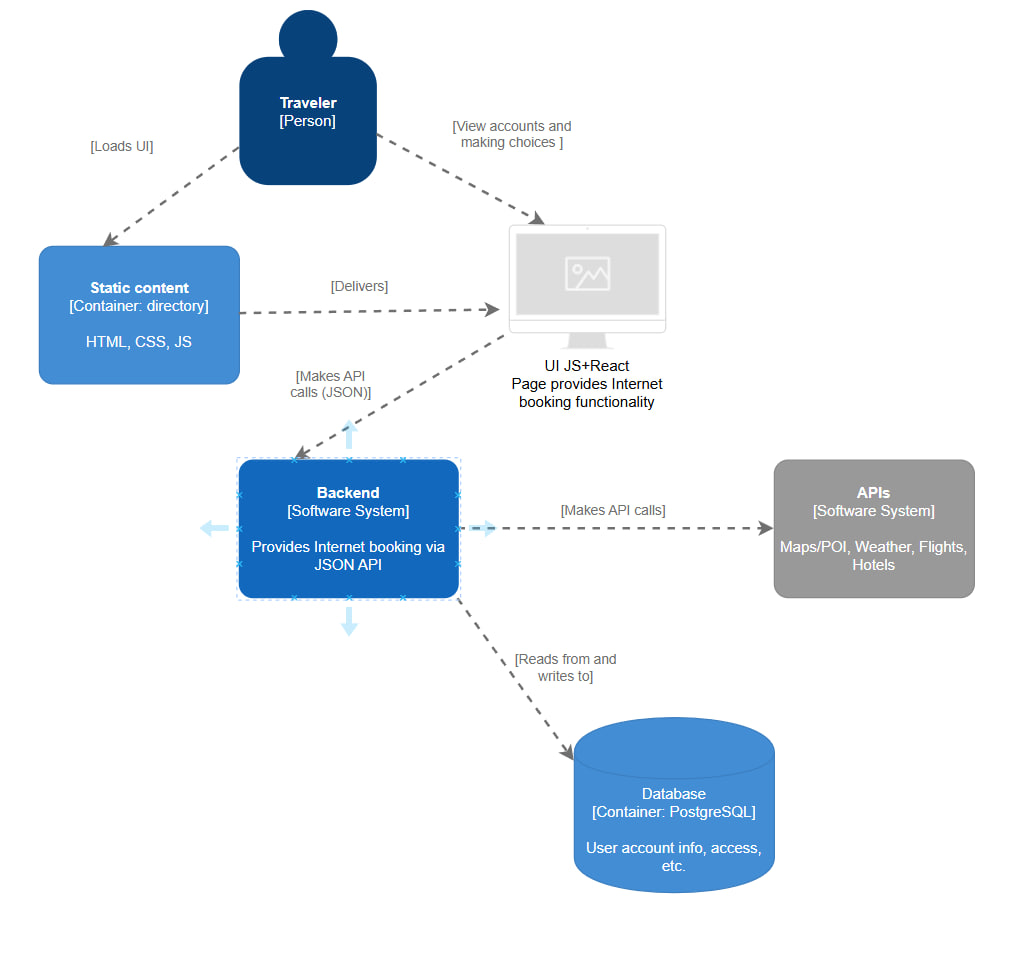 Traveler
[Person]
[Loads UI]
[View accounts and
making choices ]
Static content
[Container: directory]
HTML, CSS, JS
[Delivers]
UI JS+React
Page provides Internet
booking functionality
[Makes API
calls (JSON)]
Backend
[Software System]
Provides Internet booking via
JSON API
[Makes API calls]
APIs
[Software System]
Maps/POI, Weather, Flights,
Hotels
[Reads from and
writes to]
Database
[Container: PostgreSQL]
User account info, access,
etc.